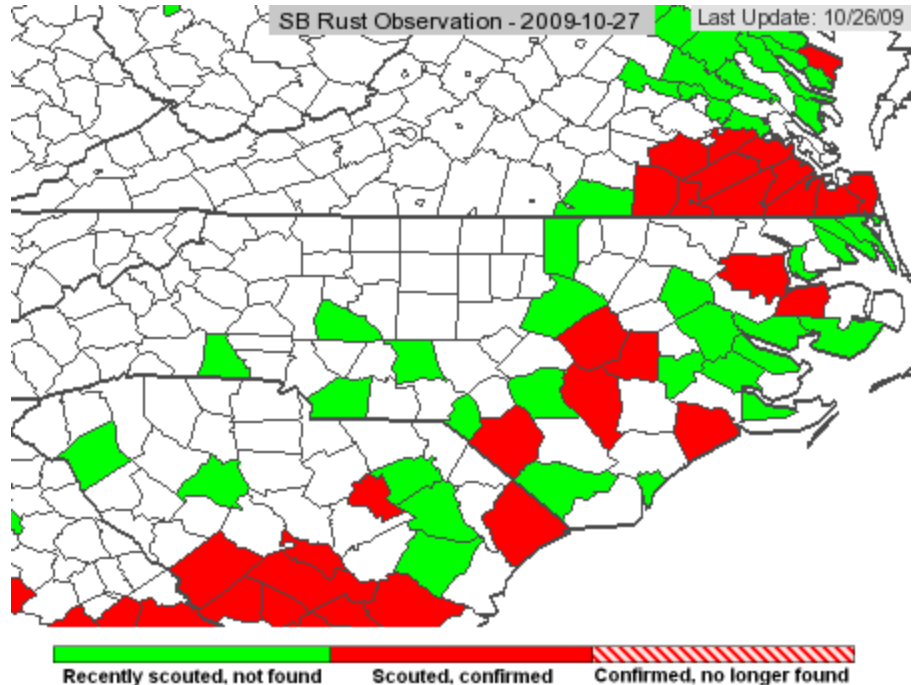 SB Rust Observation - 2009-10-27
Last Update: 10/26/09
Recently scouted, not found
Scouted, confirmed
Confirmed, no longer found